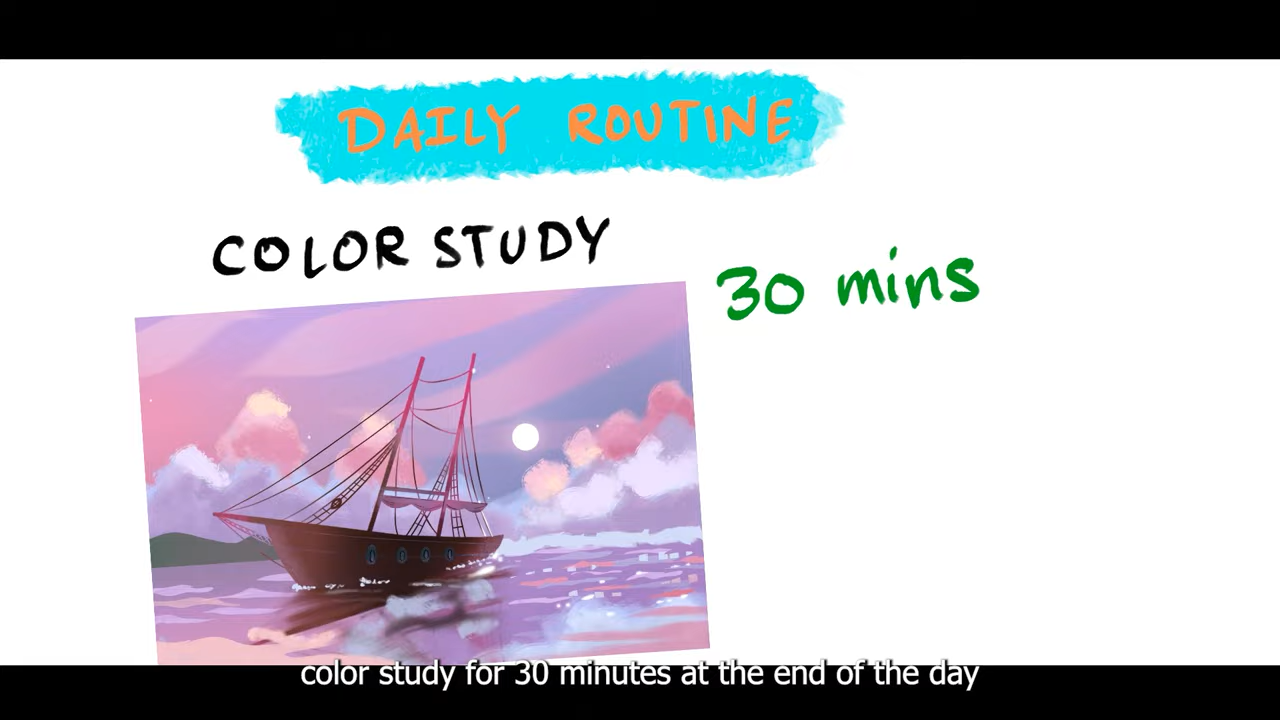 DAILY ROUTINE
COLOR STUDY
30 mins
color study for 30 minutes at the end of the day